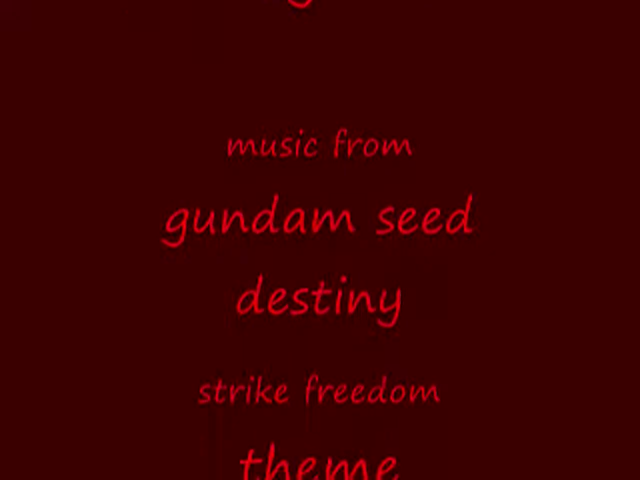 music from
gundam seed
destiny
strike freedom
theme